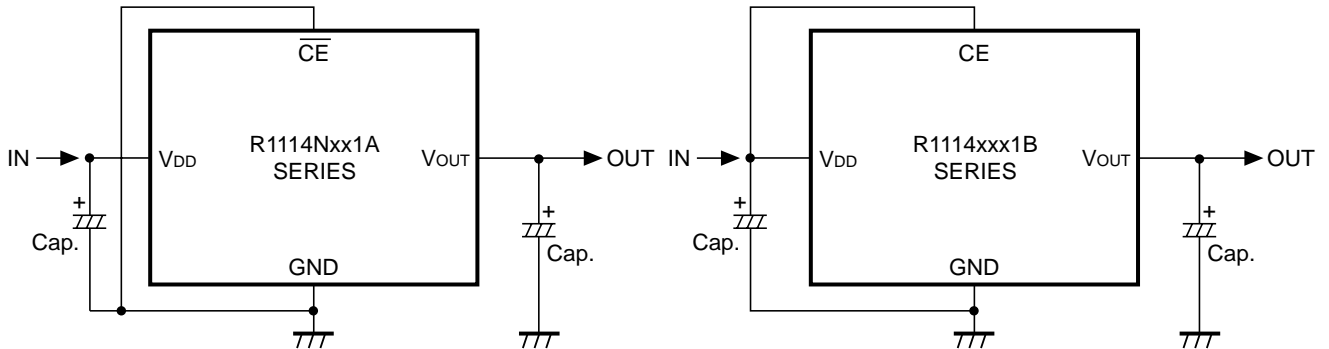 C̅E̅
IN
VDD
R1114Nxx1A
SERIES
VOUT
OUT
+
Cap.
+
Cap.
GND
CE
IN
VDD
R1114xxx1B
SERIES
VOUT
OUT
+
Cap.
+
Cap.
GND